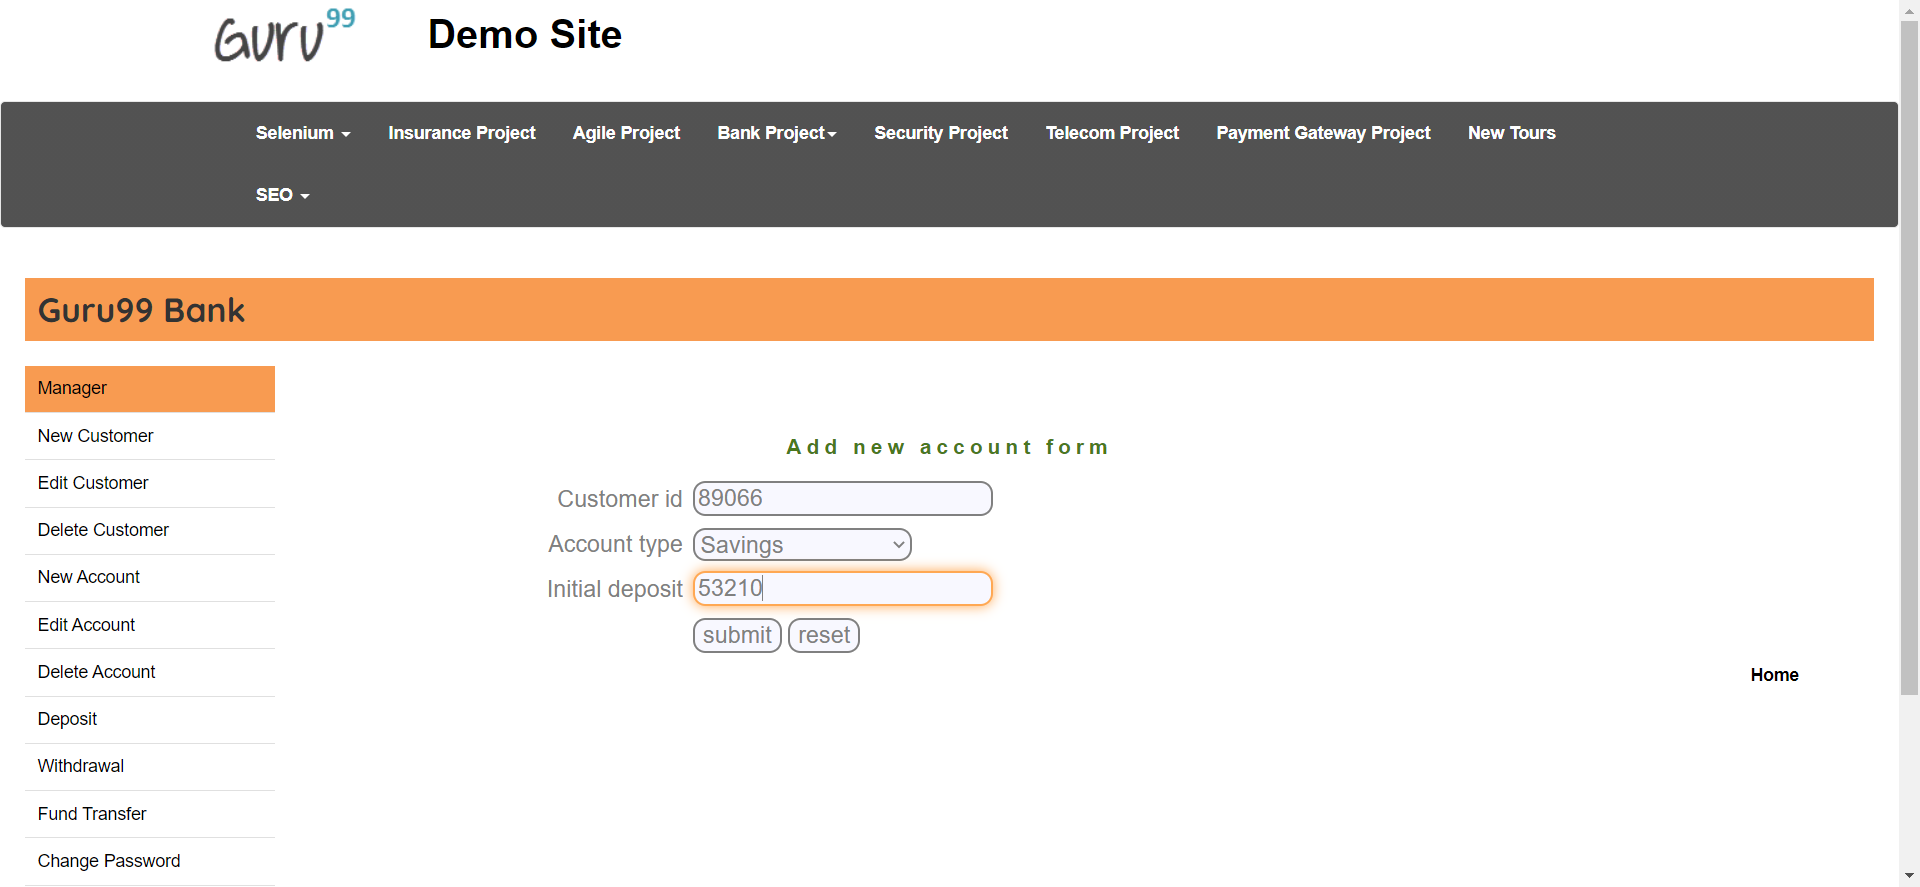 Guru99
Demo Site
Selenium
Insurance Project
Agile Project
Bank Project
Security Project
Telecom Project
Payment Gateway Project
New Tours
SEO
Guru99 Bank
Manager
New Customer
Edit Customer
Delete Customer
New Account
Edit Account
Delete Account
Deposit
Withdrawal
Fund Transfer
Change Password
Add new account form
Customer id 89066
Account type Savings
Initial deposit 53210
submit reset
Home